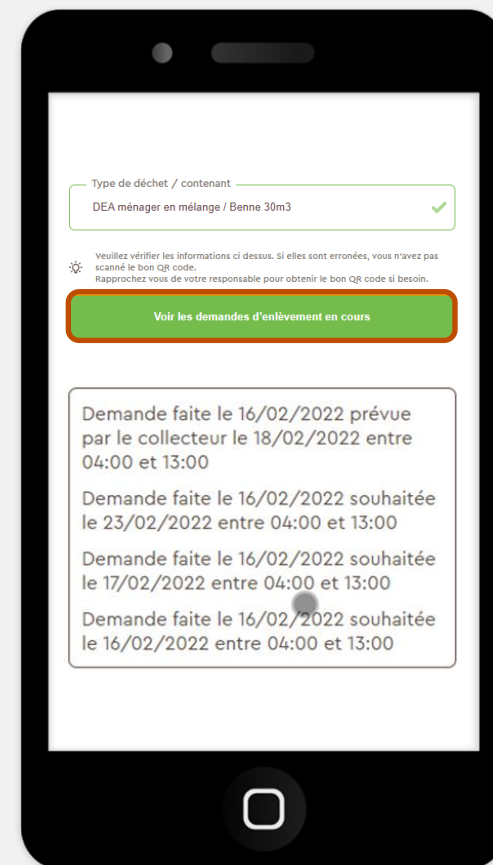 Type de déchet / contenant
DEA ménager en mélange / Benne 30m3
Veuillez vérifier les informations ci dessus. Si elles sont erronées, vous n'avez pas
scanné le bon QR code.
Rapprochez vous de votre responsable pour obtenir le bon QR code si besoin.
Voir les demandes d'enlèvement en cours
Demande faite le 16/02/2022 prévue
par le collecteur le 18/02/2022 entre
04:00 et 13:00
Demande faite le 16/02/2022 souhaitée
le 23/02/2022 entre 04:00 et 13:00
Demande faite le 16/02/2022 souhaitée
le 17/02/2022 entre 04:00 et 13:00
Demande faite le 16/02/2022 souhaitée
le 16/02/2022 entre 04:00 et 13:00